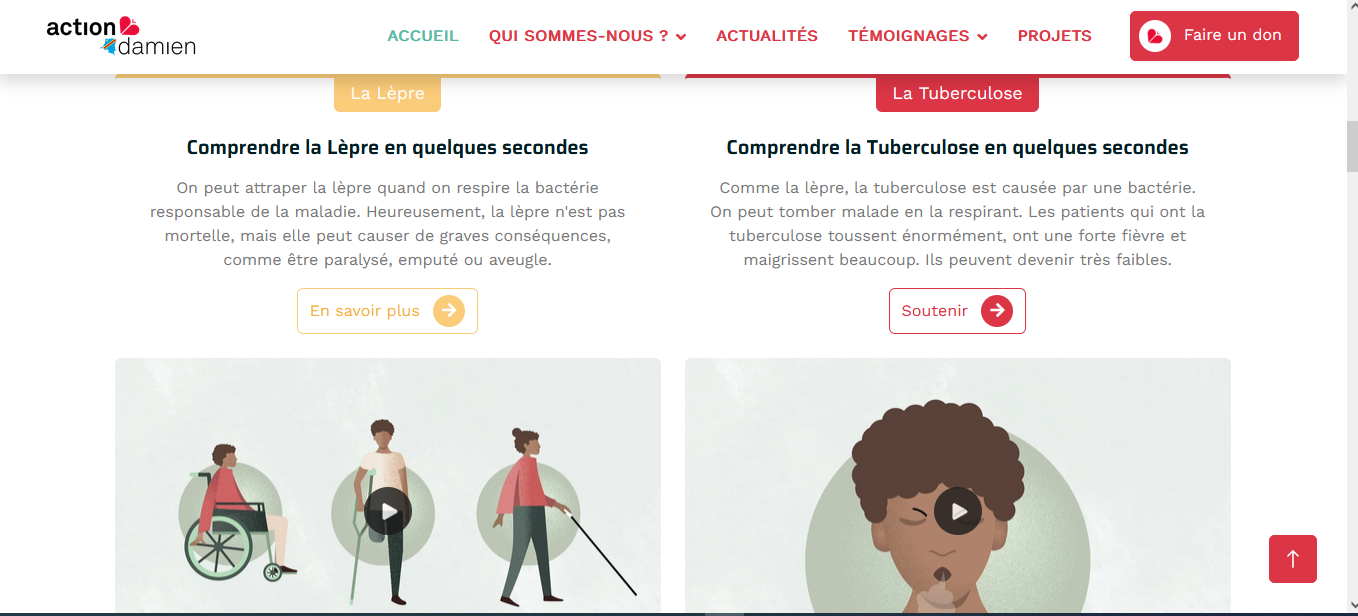 action
damien
ACCUEIL QUI SOMMES-NOUS ? ACTUALITÉS TÉMOIGNAGES PROJETS Faire un don
La Lèpre
Comprendre la Lèpre en quelques secondes
On peut attraper la lèpre quand on respire la bactérie
responsable de la maladie. Heureusement, la lèpre n'est pas
mortelle, mais elle peut causer de graves conséquences,
comme être paralysé, emputé ou aveugle.
En savoir plus
La Tuberculose
Comprendre la Tuberculose en quelques secondes
Comme la lèpre, la tuberculose est causée par une bactérie.
On peut tomber malade en la respirant. Les patients qui ont la
tuberculose toussent énormément, ont une forte fièvre et
maigrissent beaucoup. Ils peuvent devenir très faibles.
Soutenir